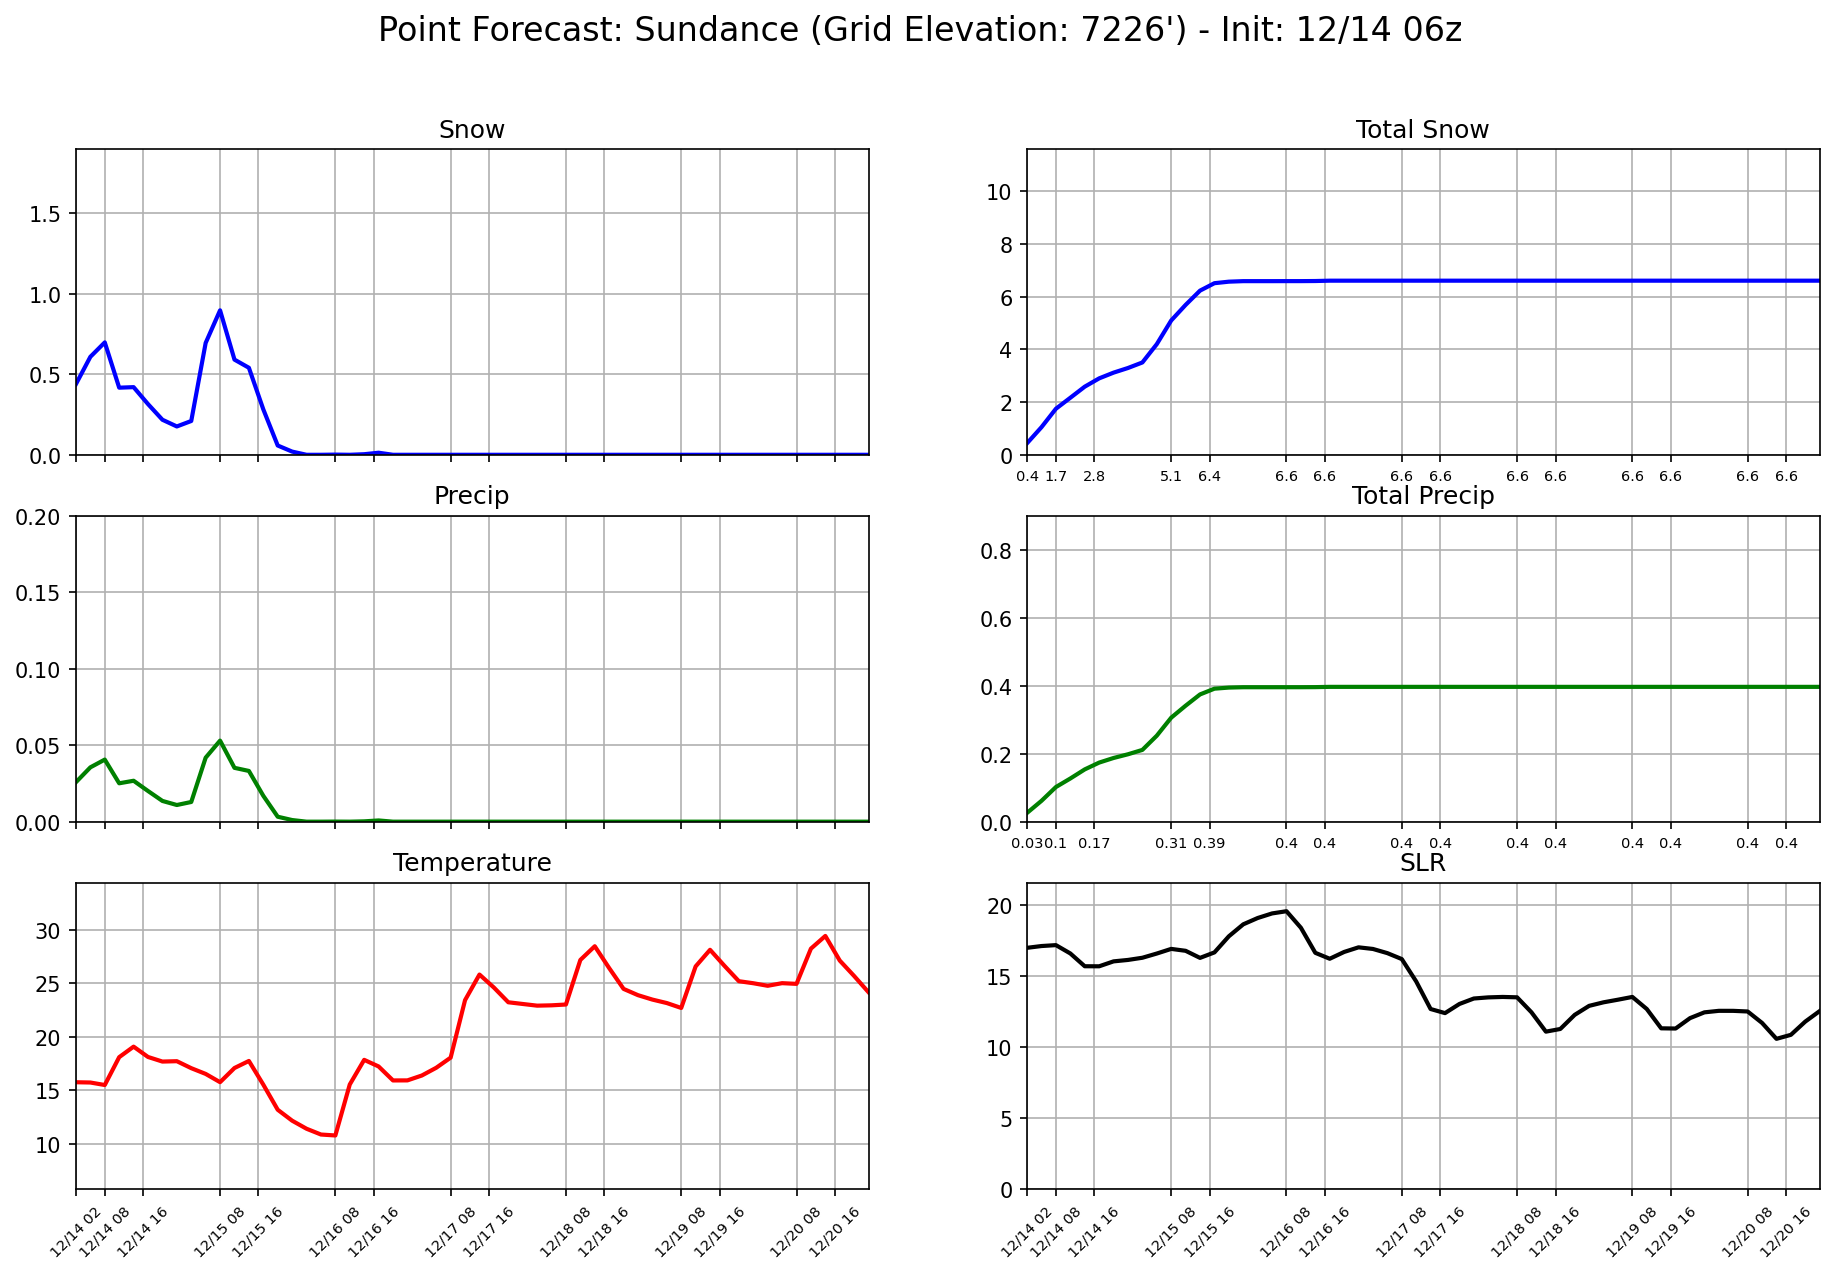 Point Forecast: Sundance (Grid Elevation: 7226') - Init: 12/14 06z
Snow
1.5
1.0
0.5
0.0
Total Snow
10
8
6
4
2
0
0.4 1.7 2.8 5.1 6.4 6.6 6.6 6.6 6.6 6.6 6.6 6.6 6.6 6.6 6.6
Precip
0.20
0.15
0.10
0.05
0.00
Total Precip
0.8
0.6
0.4
0.2
0.0
0.03 0.1 0.17 0.31 0.39 0.4 0.4 0.4 0.4 0.4 0.4 0.4 0.4 0.4 0.4
Temperature
30
25
20
15
10
12/14 02 12/14 08 12/14 16 12/15 08 12/15 16 12/16 08 12/16 16 12/17 08 12/17 16 12/18 08 12/18 16 12/19 08 12/19 16 12/20 08 12/20 16
SLR
20
15
10
5
0
12/14 02 12/14 08 12/14 16 12/15 08 12/15 16 12/16 08 12/16 16 12/17 08 12/17 16 12/18 08 12/18 16 12/19 08 12/19 16 12/20 08 12/20 16